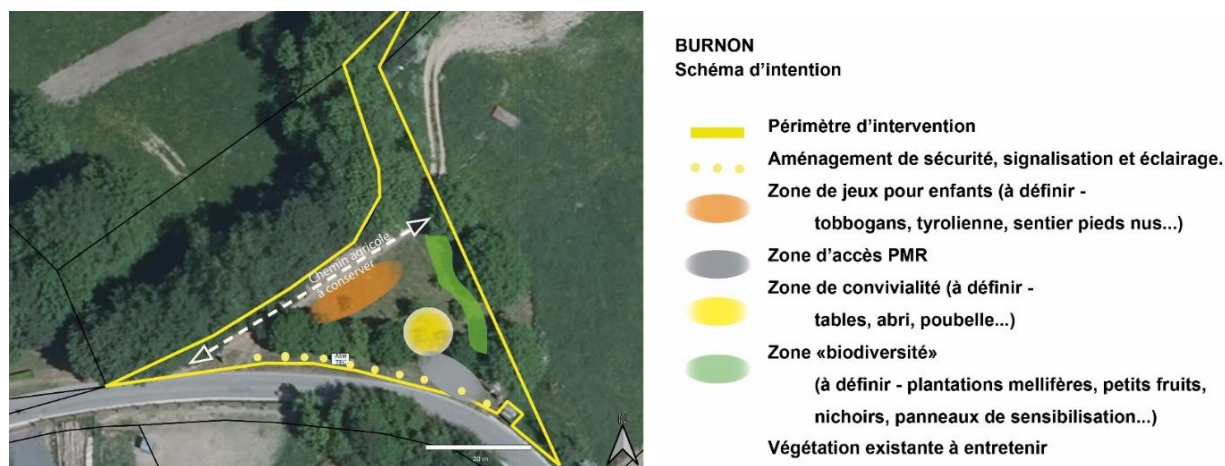 Chemin agricole
à conserver
Abri
TEC
20 m
N
BURNON
Schéma d'intention
Périmètre d'intervention
Aménagement de sécurité, signalisation et éclairage.
Zone de jeux pour enfants (à définir -
tobbogans, tyrolienne, sentier pieds nus...)
Zone d'accès PMR
Zone de convivialité (à définir -
tables, abri, poubelle...)
Zone «biodiversité»
(à définir - plantations mellifères, petits fruits,
nichoirs, panneaux de sensibilisation...)
Végétation existante à entretenir